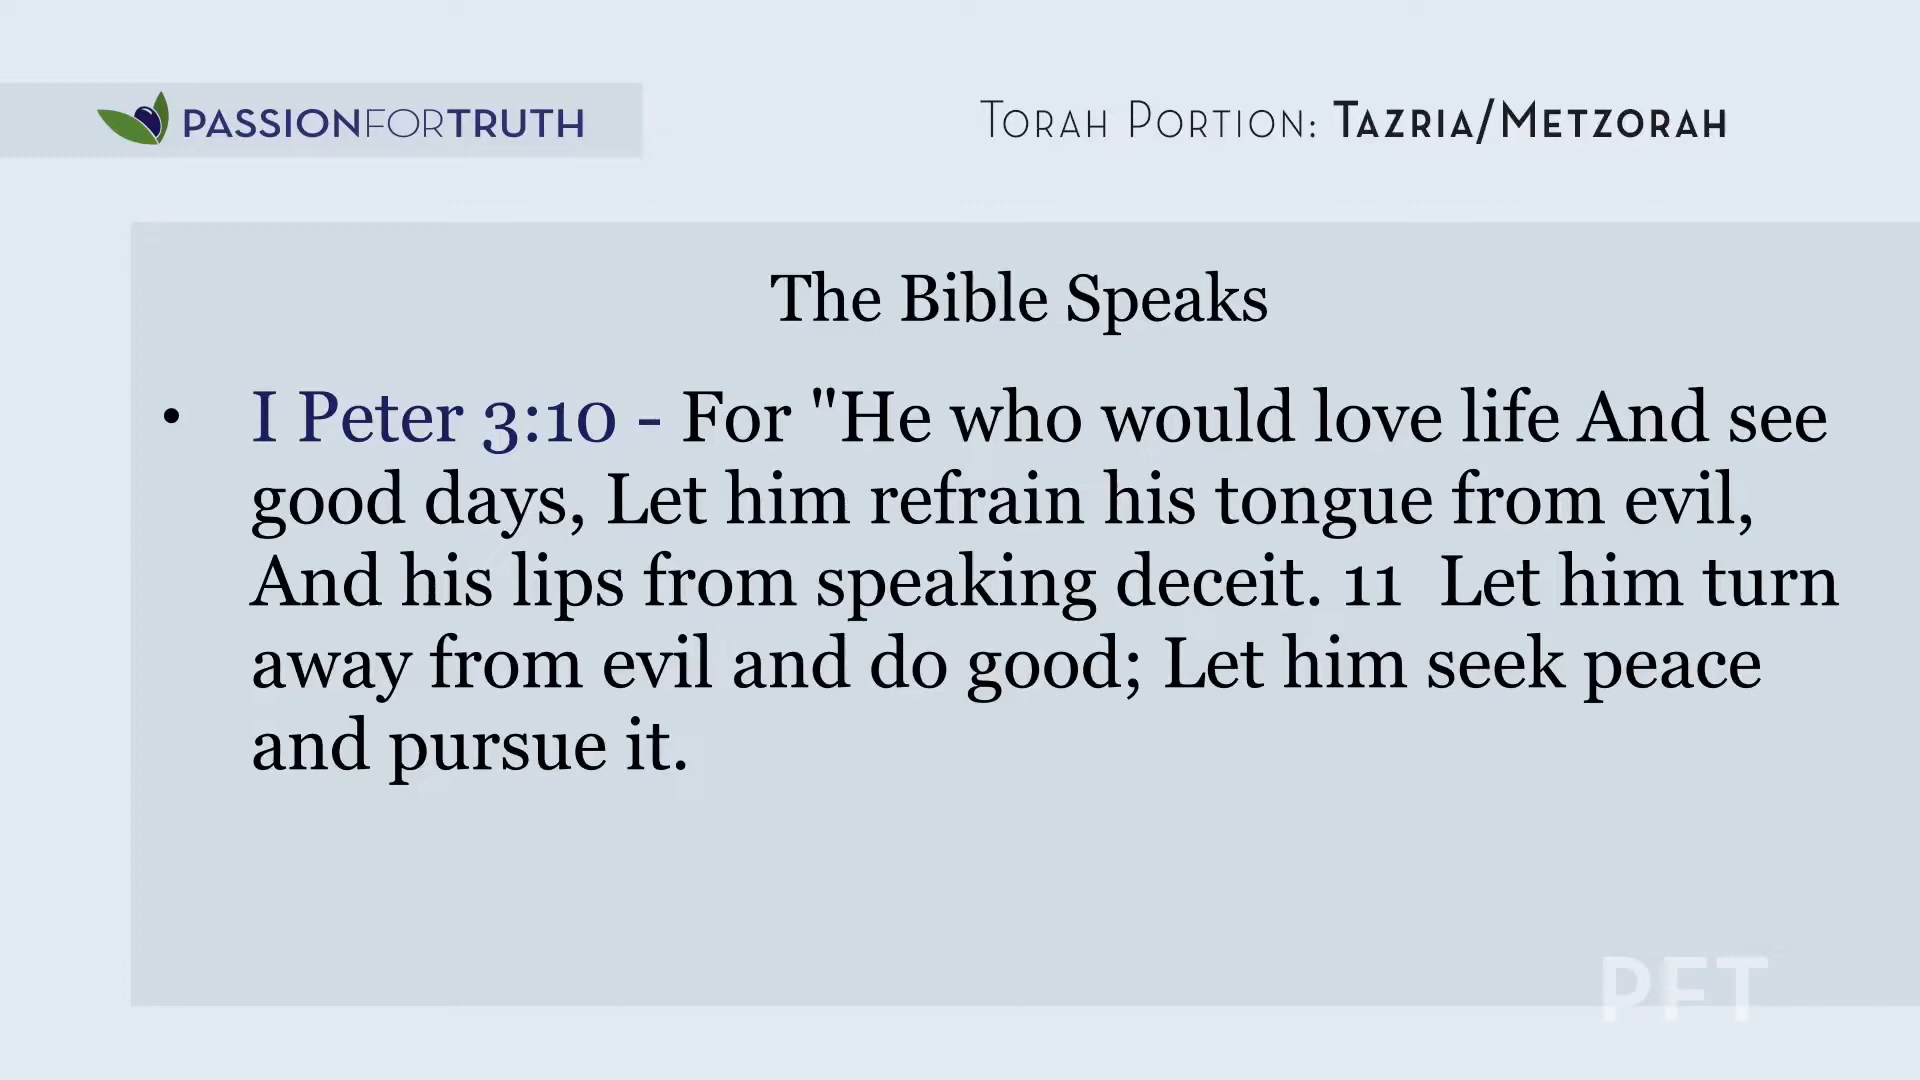 PASSIONFORTRUTH
TORAH PORTION: TAZRIA/METZORAH
The Bible Speaks
• I Peter 3:10 - For "He who would love life And see
good days, Let him refrain his tongue from evil,
And his lips from speaking deceit. 11 Let him turn
away from evil and do good; Let him seek peace
and pursue it.
PFT